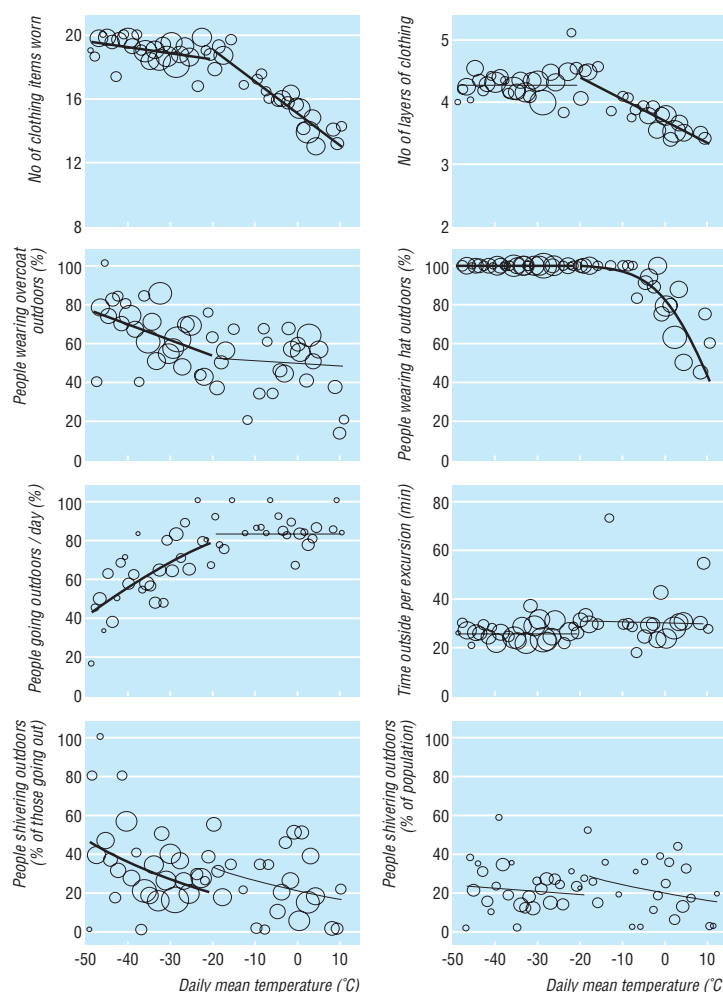 20
16
12
8
No of clothing items worn
5
4
3
2
No of layers of clothing
100
80
60
40
20
0
People wearing overcoat
outdoors (%)
100
80
60
40
20
0
People wearing hat outdoors (%)
100
80
60
40
20
0
People going outdoors / day (%)
80
60
40
20
0
Time outside per excursion (min)
100
80
60
40
20
0
People shivering outdoors
(% of those going out)
-50 -40 -30 -20 -10 0 10
Daily mean temperature (°C)
100
80
60
40
20
0
People shivering outdoors
(% of population)
-50 -40 -30 -20 -10 0 10
Daily mean temperature (°C)